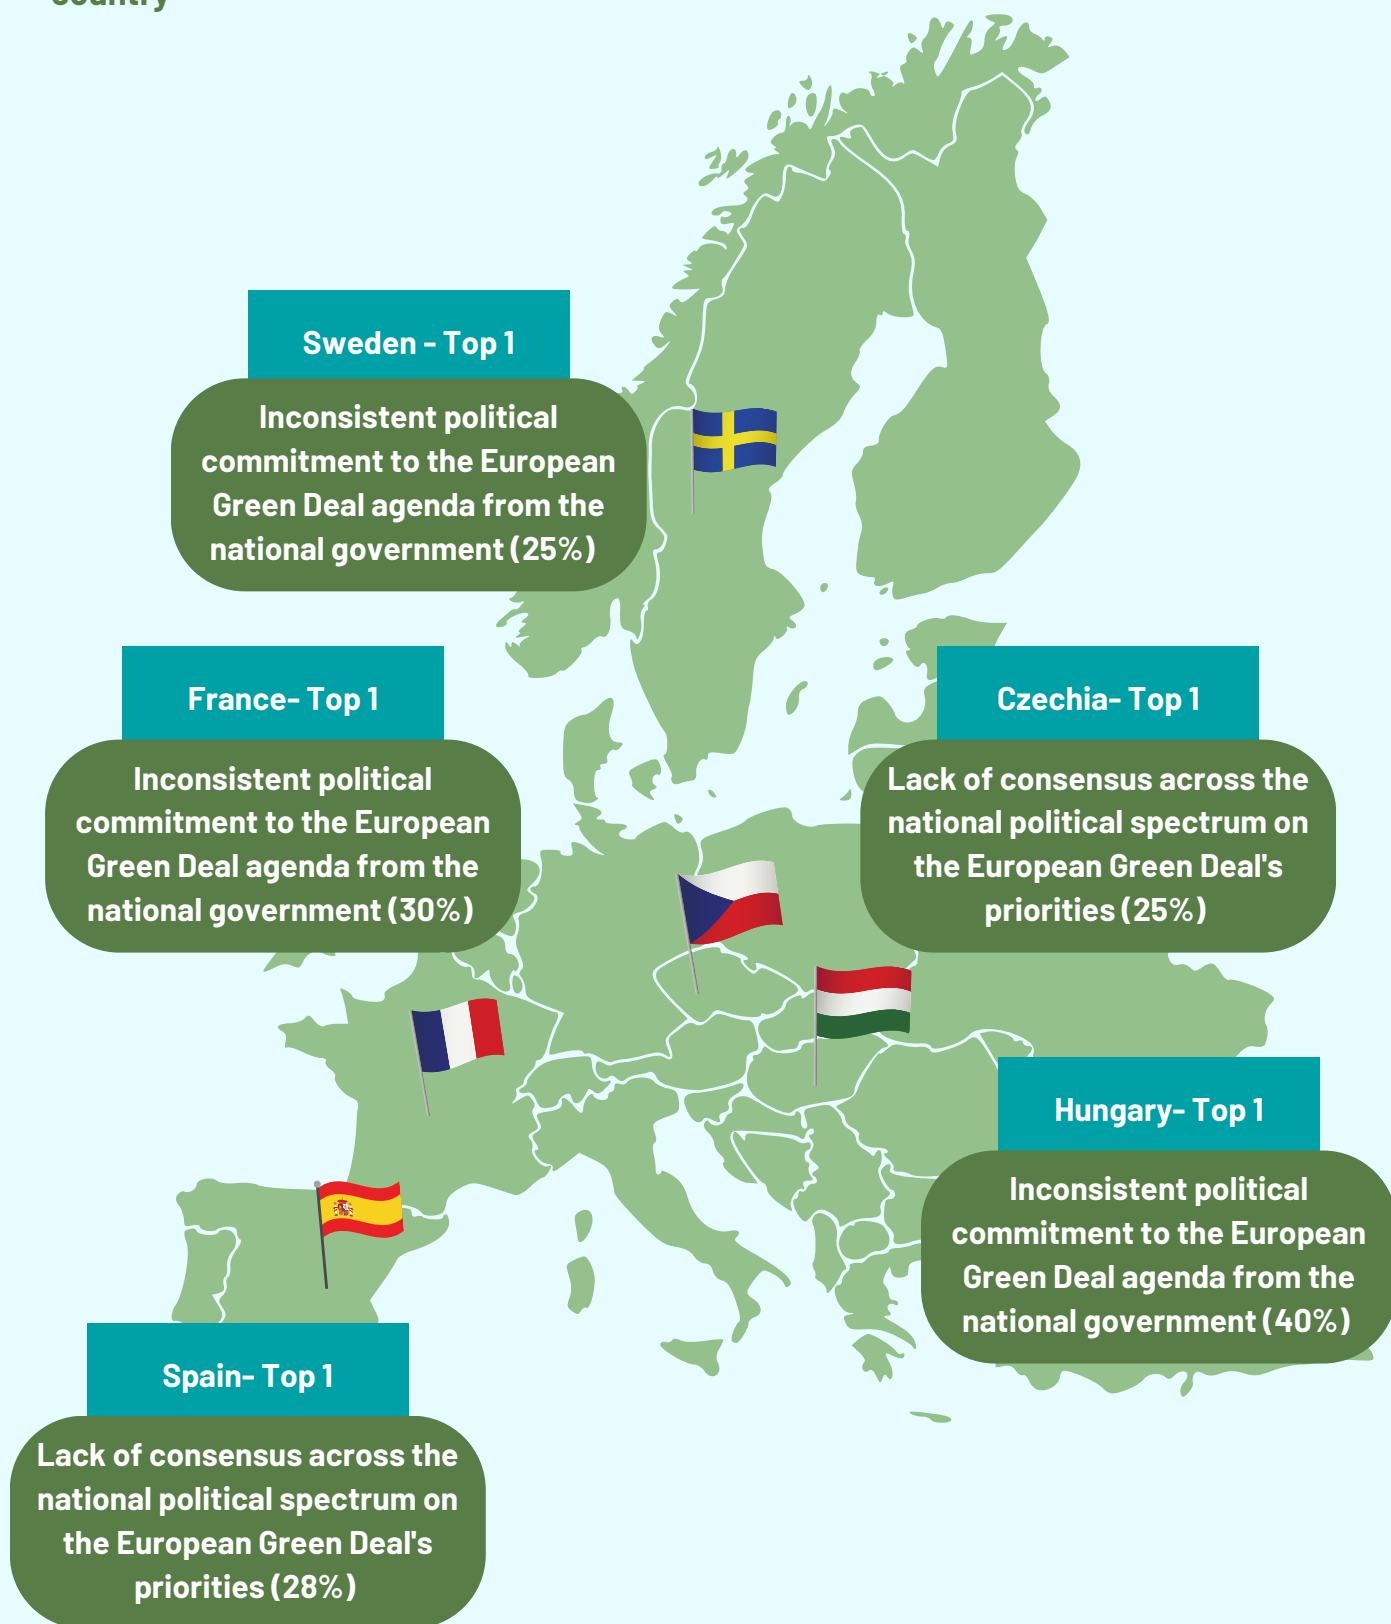 country
Sweden - Top 1
Inconsistent political
commitment to the European
Green Deal agenda from the
national government (25%)
France- Top 1
Inconsistent political
commitment to the European
Green Deal agenda from the
national government (30%)
Czechia- Top 1
Lack of consensus across the
national political spectrum on
the European Green Deal's
priorities (25%)
Hungary- Top 1
Inconsistent political
commitment to the European
Green Deal agenda from the
national government (40%)
Spain- Top 1
Lack of consensus across the
national political spectrum on
the European Green Deal's
priorities (28%)